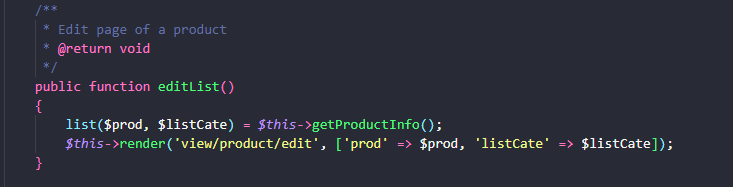 /**
 * Edit page of a product
 * @return void
 */
public function editList()
{
    list($prod, $listCate) = $this->getProductInfo();
    $this->render('view/product/edit', ['prod' => $prod, 'listCate' => $listCate]);
}